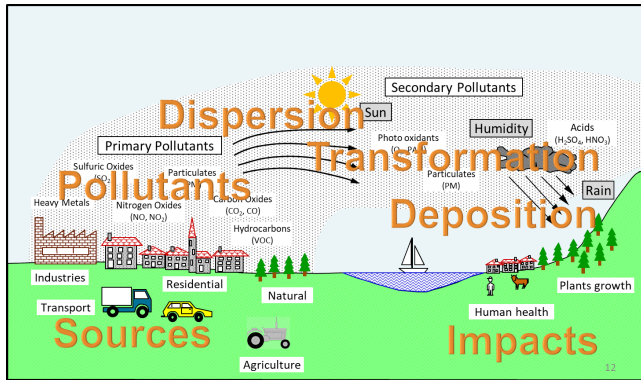 Secondary Pollutants
Dispersion
Sun
Primary Pollutants
Photo oxidants
Humidity
Acids
(H₂SO₄, HNO₃)
Transformation
Sulfuric Oxides
(SO₂
Particulates
Particulates
(PM)
Pollutants
Rain
Heavy Metals
Nitrogen Oxides
(NO, NO₂)
Carbon Oxides
(CO₂, CO)
Deposition
Hydrocarbons
(VOC)
Industries
Residential
Natural
Plants growth
Transport
Human health
Sources
Impacts
Agriculture
12